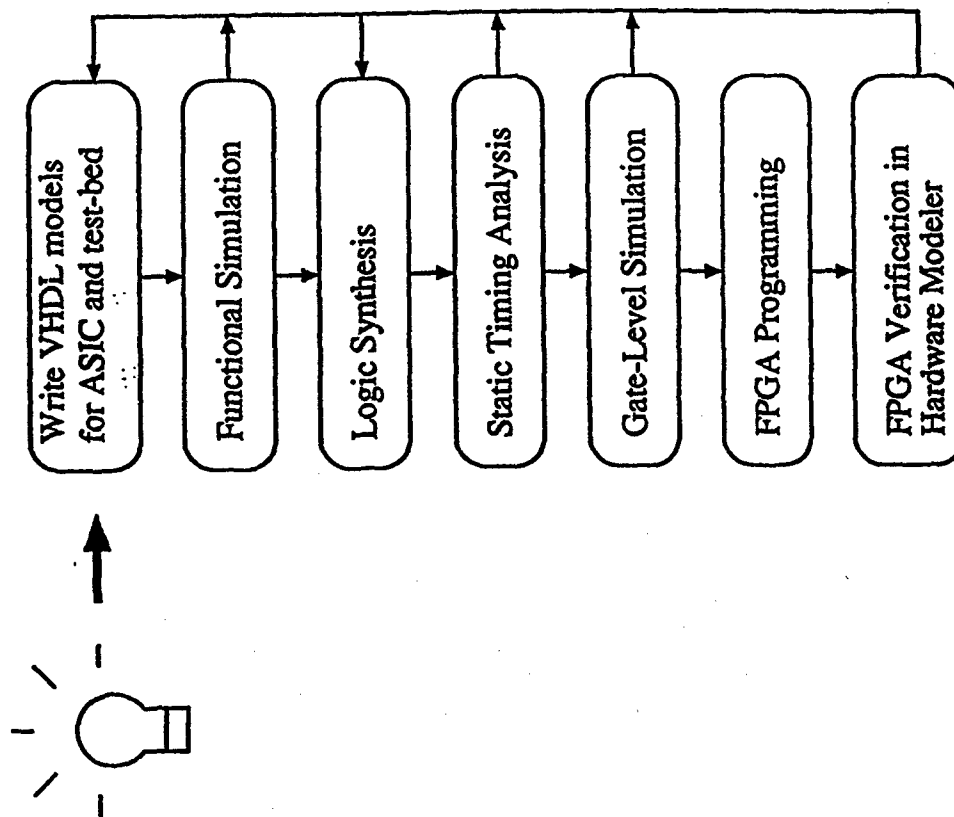 Write VHDL models
for ASIC and test-bed
Functional Simulation
Logic Synthesis
Static Timing Analysis
Gate-Level Simulation
FPGA Programming
FPGA Verification in
Hardware Modeler